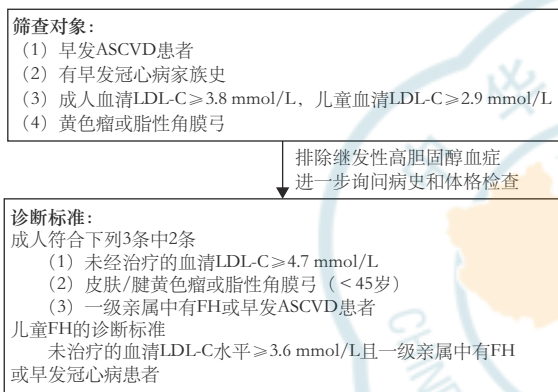 筛查对象：
（1）早发ASCVD患者
（2）有早发冠心病家族史
（3）成人血清LDL-C≥3.8 mmol/L，儿童血清LDL-C≥2.9 mmol/L
（4）黄色瘤或脂性角膜弓
排除继发性高胆固醇血症
进一步询问病史和体格检查
诊断标准：
成人符合下列3条中2条
（1）未经治疗的血清LDL-C≥4.7 mmol/L
（2）皮肤/腱黄色瘤或脂性角膜弓（＜45岁）
（3）一级亲属中有FH或早发ASCVD患者
儿童FH的诊断标准
未治疗的血清LDL-C水平≥3.6 mmol/L且一级亲属中有FH
或早发冠心病患者
华
CHIN